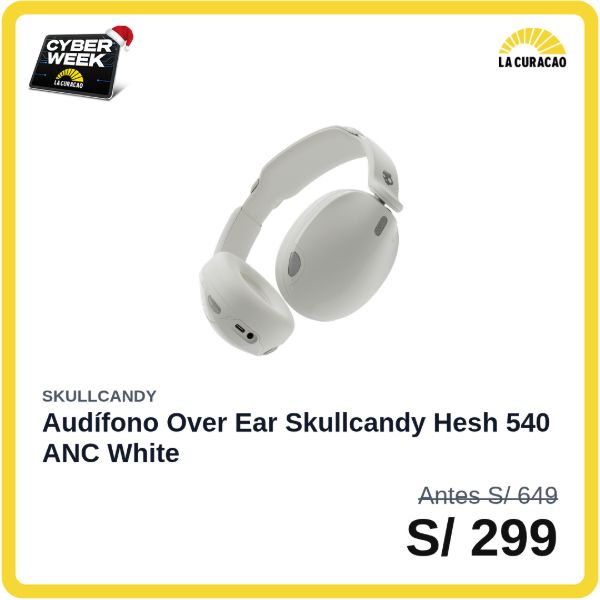 CYBER
WEEK
LA CURACAO
LA CURACAO
SKULLCANDY
Audífono Over Ear Skullcandy Hesh 540
ANC White
Antes S/ 649
S/ 299